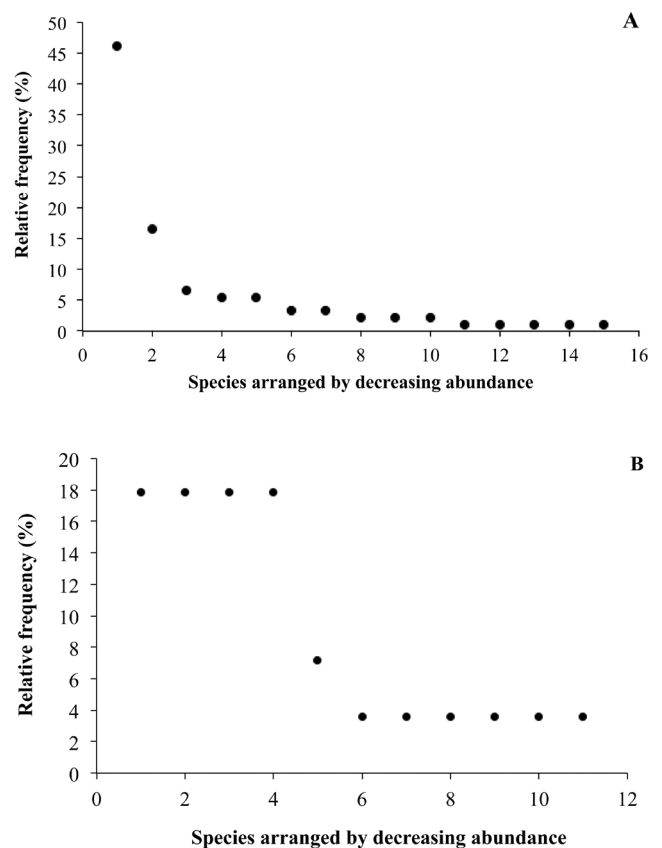 A
Relative frequency (%)
50
45
40
35
30
25
20
15
10
5
0
0 2 4 6 8 10 12 14 16
Species arranged by decreasing abundance
B
Relative frequency (%)
20
18
16
14
12
10
8
6
4
2
0
0 2 4 6 8 10 12
Species arranged by decreasing abundance